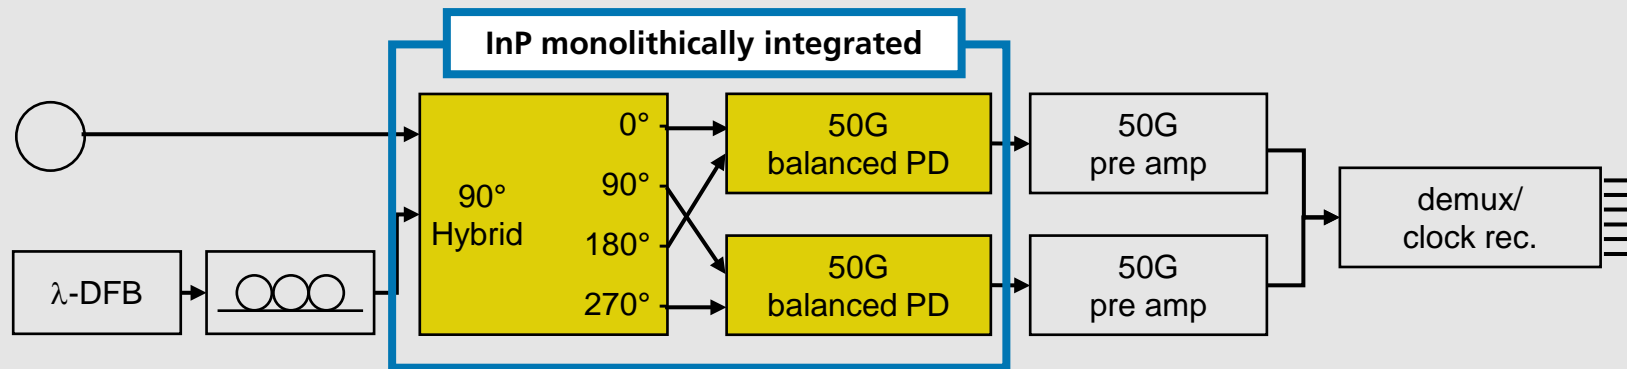 InP monolithically integrated
0°
90°
180°
270°
90°
Hybrid
50G
balanced PD
50G
balanced PD
50G
pre amp
50G
pre amp
demux/
clock rec.
λ-DFB